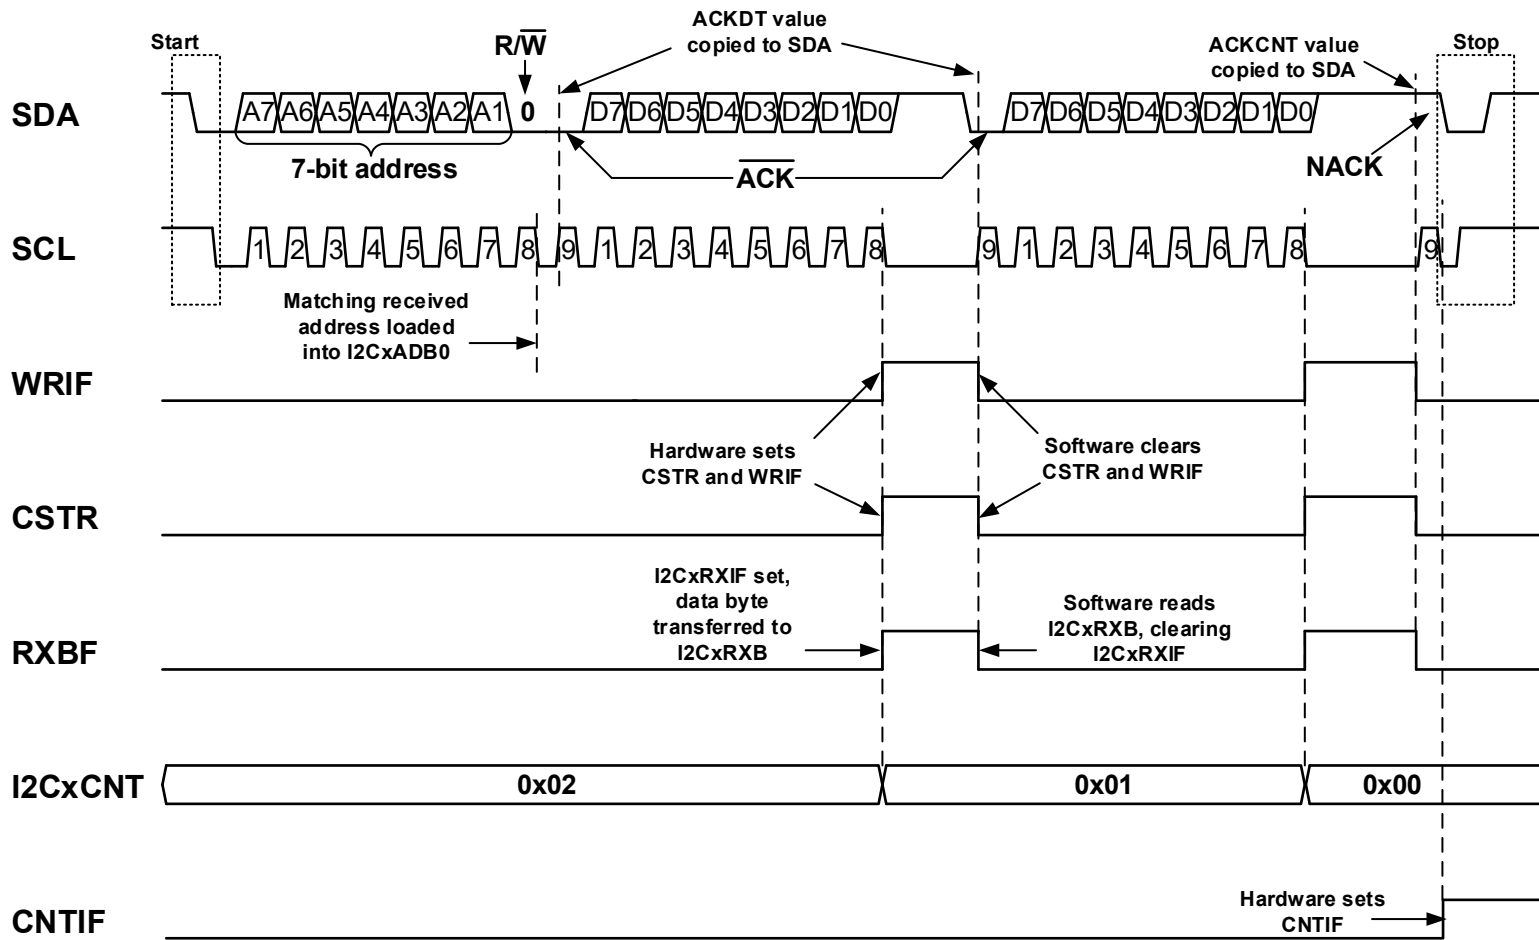 Start
R/W
ACKDT value
copied to SDA
ACKCNT value
copied to SDA
Stop
SDA
A7 A6 A5 A4 A3 A2 A1 0 D7 D6 D5 D4 D3 D2 D1 D0 D7 D6 D5 D4 D3 D2 D1 D0
7-bit address
ACK
NACK
SCL
1 2 3 4 5 6 7 8 9 1 2 3 4 5 6 7 8 9 1 2 3 4 5 6 7 8 9
Matching received
address loaded
into I2CxADB0
WRIF
Hardware sets
CSTR and WRIF
Software clears
CSTR and WRIF
CSTR
I2CxRXIF set,
data byte
transferred to
I2CxRXB
Software reads
I2CxRXB, clearing
I2CxRXIF
RXBF
I2CxCNT
0x02 0x01 0x00
Hardware sets
CNTIF
CNTIF